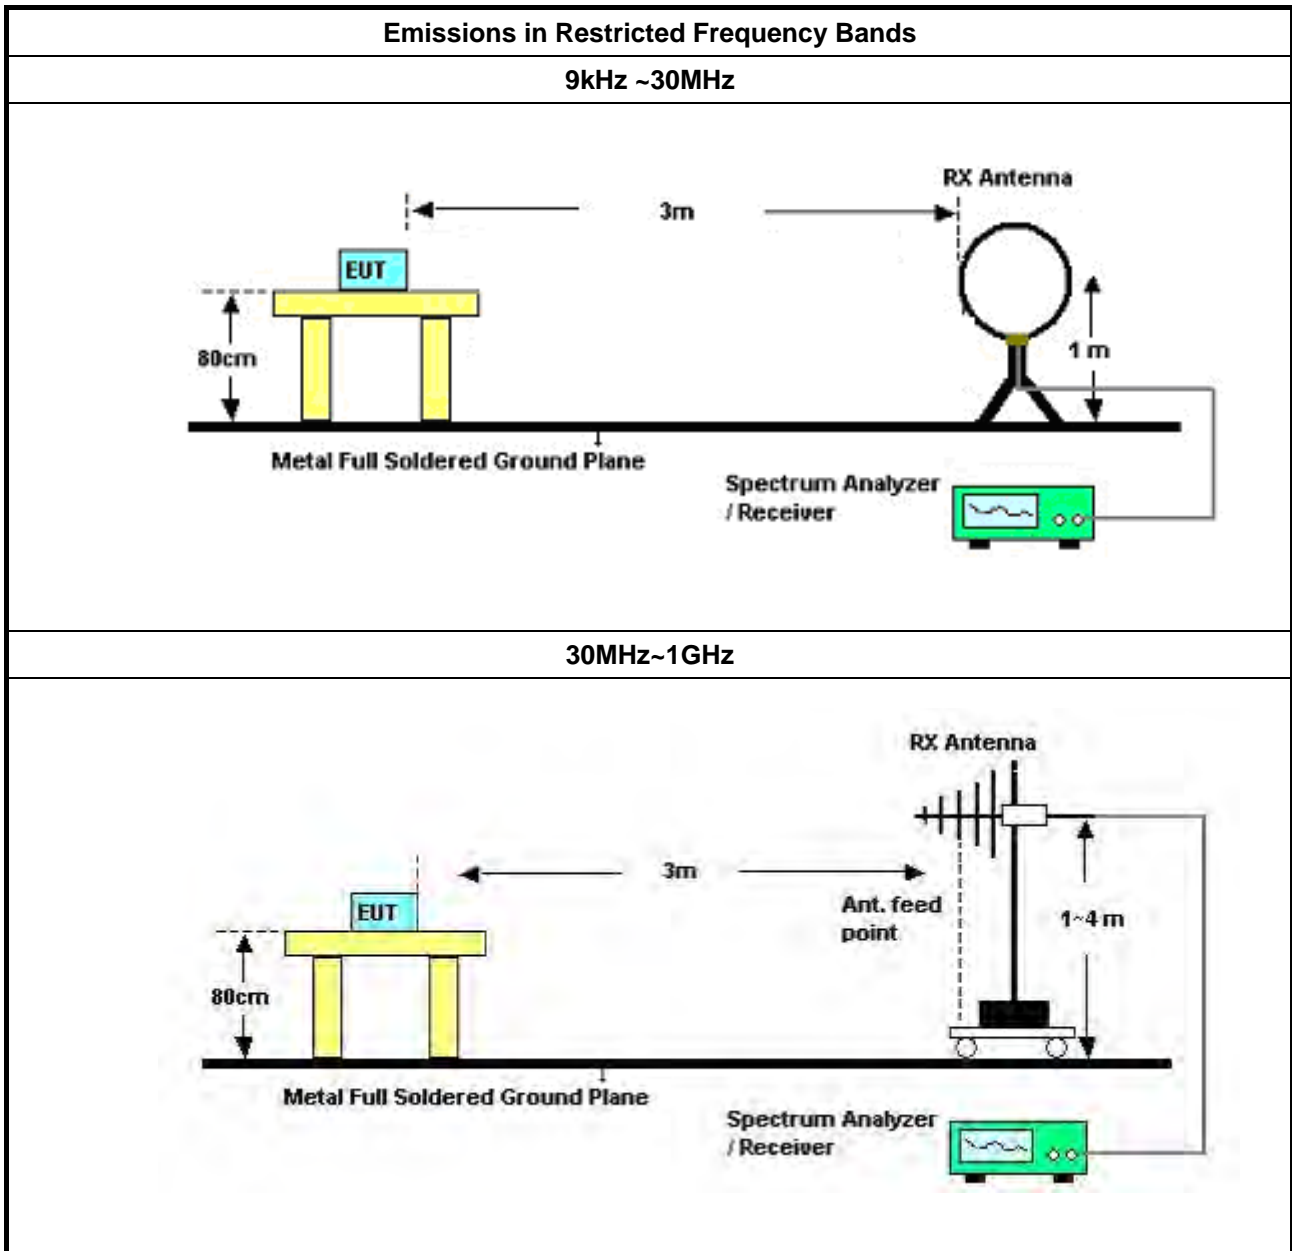 Emissions in Restricted Frequency Bands
9kHz ~30MHz
RX Antenna
3m
EUT
80cm
1 m
Metal Full Soldered Ground Plane
Spectrum Analyzer
/ Receiver
30MHz~1GHz
RX Antenna
3m
Ant. feed
point
EUT
1~4 m
80cm
Metal Full Soldered Ground Plane
Spectrum Analyzer
/ Receiver